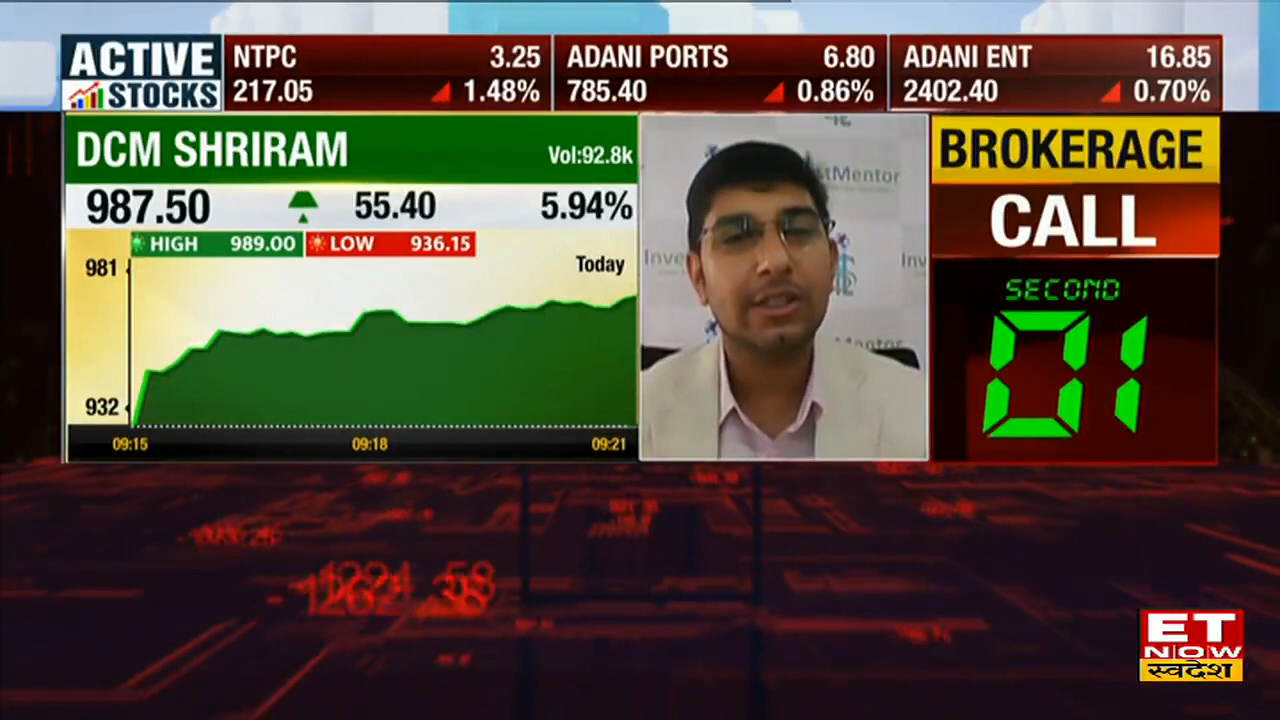 ACTIVE STOCKS
NTPC 3.25
217.05 1.48%
ADANI PORTS 6.80
785.40 0.86%
ADANI ENT 16.85
2402.40 0.70%
DCM SHRIRAM Vol:92.8k
987.50 55.40 5.94%
HIGH 989.00 LOW 936.15
Today
981
932
09:15 09:18 09:21
BROKERAGE
CALL
SECOND
01
ET
NOW
स्वदेश